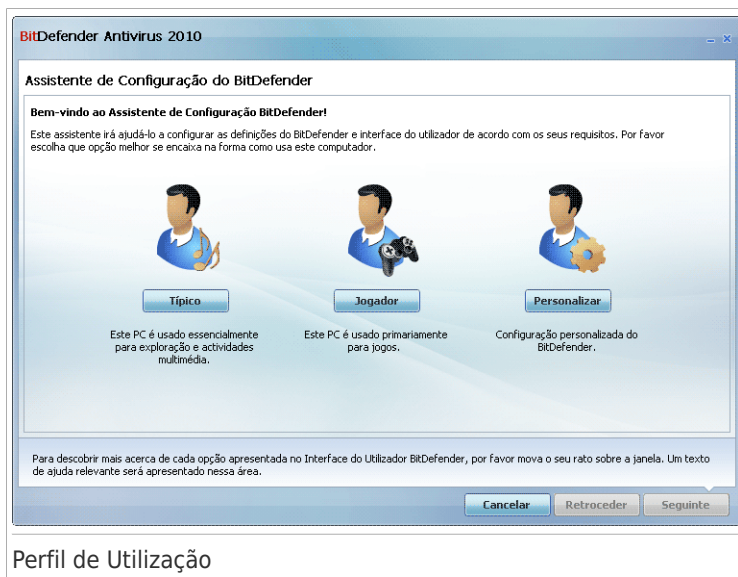 BitDefender Antivirus 2010
Assistente de Configuração do BitDefender
Bem-vindo ao Assistente de Configuração BitDefender!
Este assistente irá ajudá-lo a configurar as definições do BitDefender e interface do utilizador de acordo com os seus requisitos. Por favor
escolha que opção melhor se encaixa na forma como usa este computador.
Típico
Este PC é usado essencialmente
para exploração e actividades
multimédia.
Jogador
Este PC é usado primariamente
para jogos.
Personalizar
Configuração personalizada do
BitDefender.
Para descobrir mais acerca de cada opção apresentada no Interface do Utilizador BitDefender, por favor mova o seu rato sobre a janela. Um texto
de ajuda relevante será apresentado nessa área.
Cancelar
Retroceder
Seguinte
Perfil de Utilização